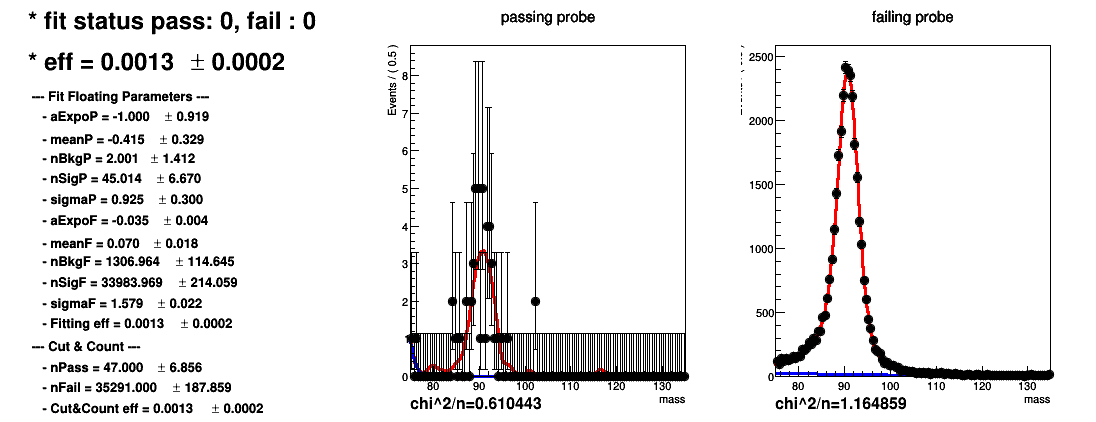 * fit status pass: 0, fail : 0
* eff = 0.0013 ± 0.0002
--- Fit Floating Parameters ---
- aExpoP = -1.000 ± 0.919
- meanP = -0.415 ± 0.329
- nBkgP = 2.001 ± 1.412
- nSigP = 45.014 ± 6.670
- sigmaP = 0.925 ± 0.300
- aExpoF = -0.035 ± 0.004
- meanF = 0.070 ± 0.018
- nBkgF = 1306.964 ± 114.645
- nSigF = 33983.969 ± 214.059
- sigmaF = 1.579 ± 0.022
- Fitting eff = 0.0013 ± 0.0002
--- Cut & Count ---
- nPass = 47.000 ± 6.856
- nFail = 35291.000 ± 187.859
- Cut&Count eff = 0.0013 ± 0.0002
passing probe
Events / ( 0.5 )
8
7
6
5
4
3
2
1
0
80 90 100 110 120 130
mass
chi^2/n=0.610443
failing probe
2500
2000
1500
1000
500
0
80 90 100 110 120 130
mass
chi^2/n=1.164859